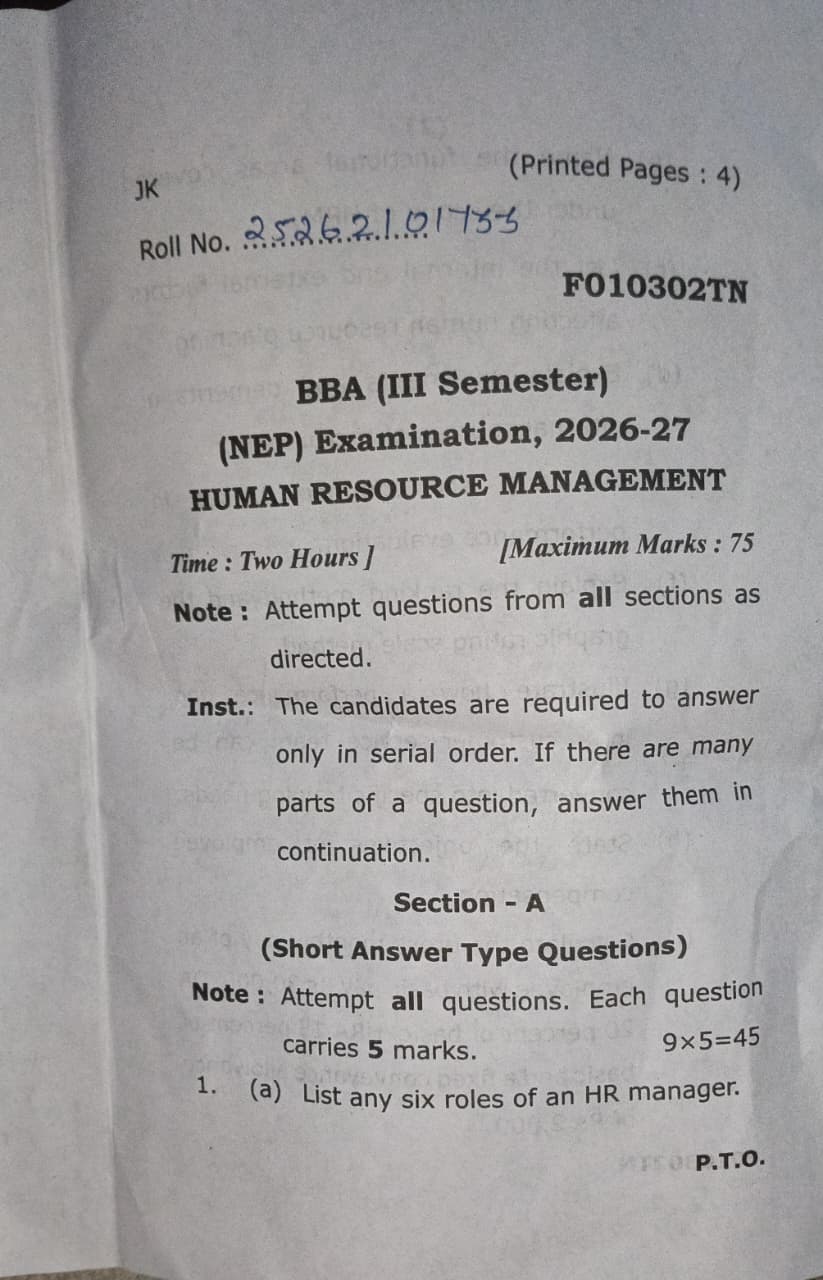 (Printed Pages : 4)
JK
Roll No. 25262101733
F010302TN
BBA (III Semester)
(NEP) Examination, 2026-27
HUMAN RESOURCE MANAGEMENT
Time : Two Hours ] [Maximum Marks : 75
Note : Attempt questions from all sections as
directed.
Inst.: The candidates are required to answer
only in serial order. If there are many
parts of a question, answer them in
continuation.
Section - A
(Short Answer Type Questions)
Note : Attempt all questions. Each question
carries 5 marks. 9×5=45
1. (a) List any six roles of an HR manager.
P.T.O.